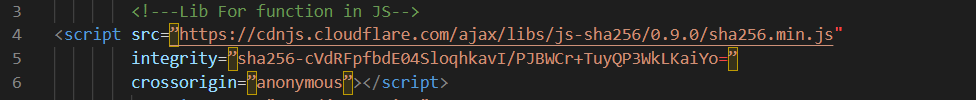 3 <!---Lib For function in JS-->
4 <script src=”https://cdnjs.cloudflare.com/ajax/libs/js-sha256/0.9.0/sha256.min.js"
5 integrity=”sha256-cVdRFpfbdE04SloqhkavI/PJBWCr+TuyQP3WkLKaiYo=”
6 crossorigin=”anonymous”></script>